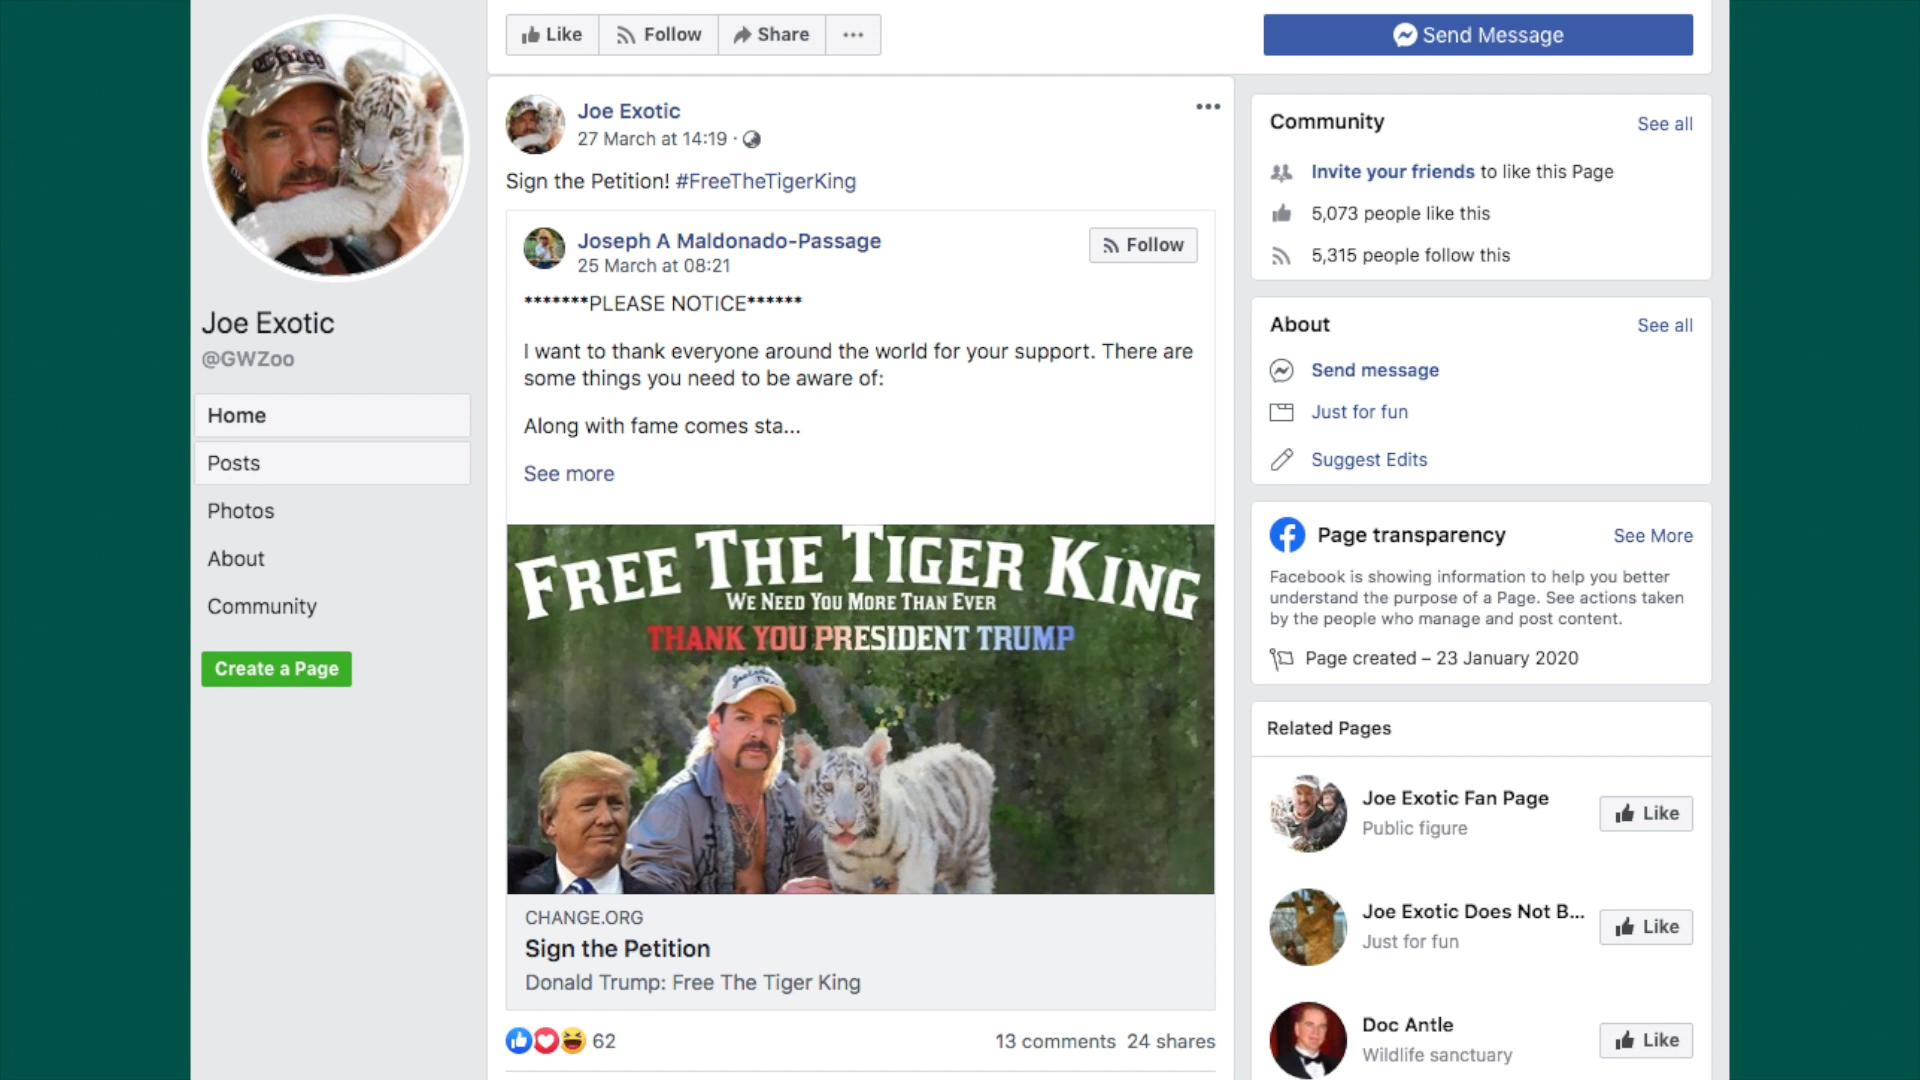 Like
Follow
Share
Send Message
Joe Exotic
@GWZoo
Home
Posts
Photos
About
Community
Create a Page
Joe Exotic
27 March at 14:19 ·
Sign the Petition! #FreeTheTigerKing
Joseph A Maldonado-Passage
25 March at 08:21
Follow
*******PLEASE NOTICE******
I want to thank everyone around the world for your support. There are
some things you need to be aware of:
Along with fame comes sta...
See more
FREE THE TIGER KING
WE NEED YOU MORE THAN EVER
THANK YOU PRESIDENT TRUMP
CHANGE.ORG
Sign the Petition
Donald Trump: Free The Tiger King
62
13 comments 24 shares
Community
See all
Invite your friends to like this Page
5,073 people like this
5,315 people follow this
About
See all
Send message
Just for fun
Suggest Edits
Page transparency
See More
Facebook is showing information to help you better
understand the purpose of a Page. See actions taken
by the people who manage and post content.
Page created – 23 January 2020
Related Pages
Joe Exotic Fan Page
Public figure
Like
Joe Exotic Does Not B...
Just for fun
Like
Doc Antle
Wildlife sanctuary
Like